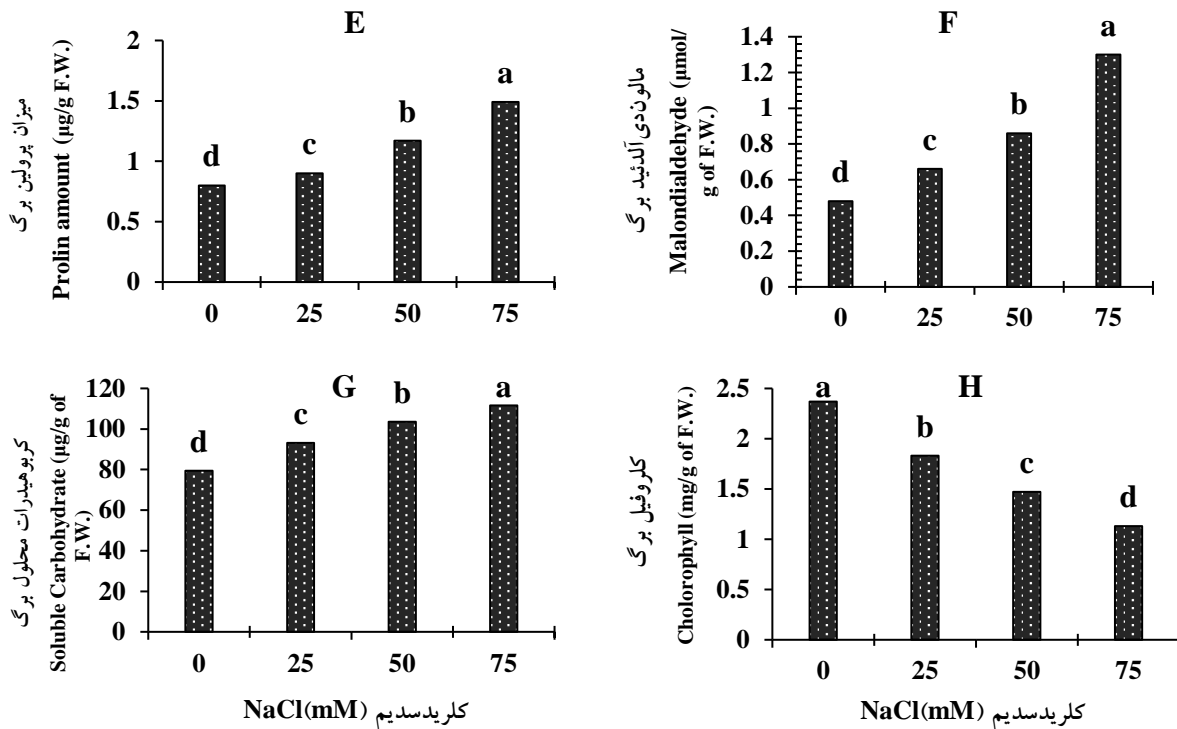 E
میزان پرولین برگ
Prolin amount (µg/g F.W.)
2
1.5
1
0.5
0
d
c
b
a
0 25 50 75
F
مالون‌دی‌آلدئید برگ
Malondialdehyde (µmol/
g of F.W.)
1.4
1.2
1
0.8
0.6
0.4
0.2
0
d
c
b
a
0 25 50 75
G
کربوهیدرات محلول برگ
Soluble Carbohydrate (µg/g of
F.W.)
120
100
80
60
40
20
0
d
c
b
a
0 25 50 75
NaCl(mM) کلریدسدیم
H
کلروفیل برگ
Cholorophyll (mg/g of F.W.)
2.5
2
1.5
1
0.5
0
a
b
c
d
0 25 50 75
NaCl(mM) کلریدسدیم